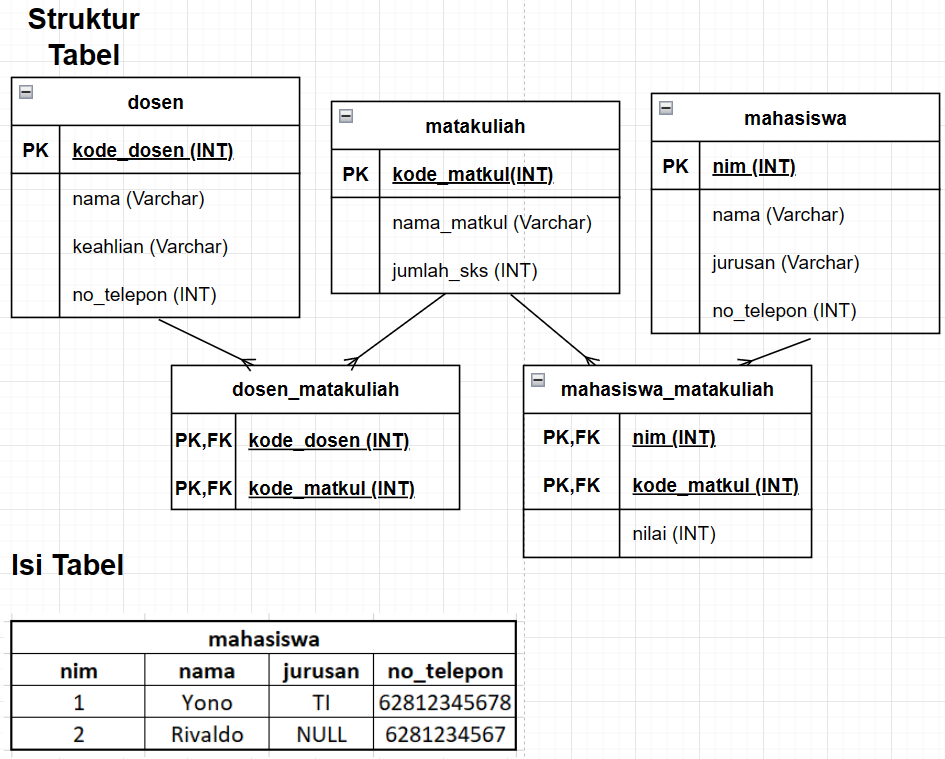 Struktur
Tabel
dosen
PK kode_dosen (INT)
nama (Varchar)
keahlian (Varchar)
no_telepon (INT)
matakuliah
PK kode_matkul(INT)
nama_matkul (Varchar)
jumlah_sks (INT)
mahasiswa
PK nim (INT)
nama (Varchar)
jurusan (Varchar)
no_telepon (INT)
dosen_matakuliah
PK,FK kode_dosen (INT)
PK,FK kode_matkul (INT)
mahasiswa_matakuliah
PK,FK nim (INT)
PK,FK kode_matkul (INT)
nilai (INT)
Isi Tabel
mahasiswa
nim nama jurusan no_telepon
1 Yono TI 62812345678
2 Rivaldo NULL 6281234567